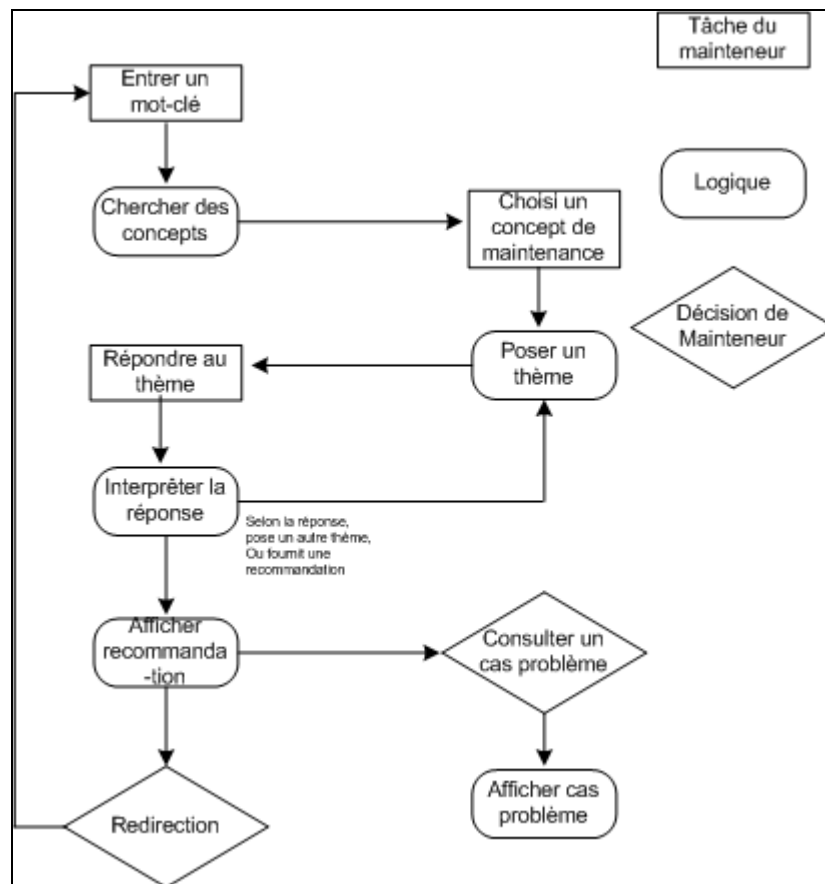 Tâche du
mainteneur
Entrer un
mot-clé
Chercher des
concepts
Logique
Choisi un
concept de
maintenance
Décision de
Mainteneur
Répondre au
thème
Poser un
thème
Interprêter la
réponse
Selon la réponse,
pose un autre thème,
Ou fournit une
recommandation
Afficher
recommanda
-tion
Consulter un
cas problème
Redirection
Afficher cas
problème